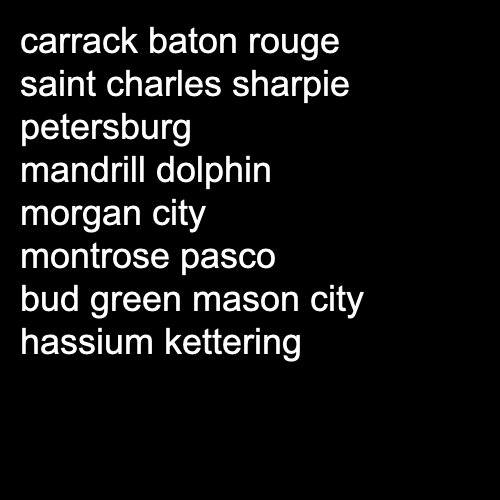 carrack baton rouge
saint charles sharpie
petersburg
mandrill dolphin
morgan city
montrose pasco
bud green mason city
hassium kettering